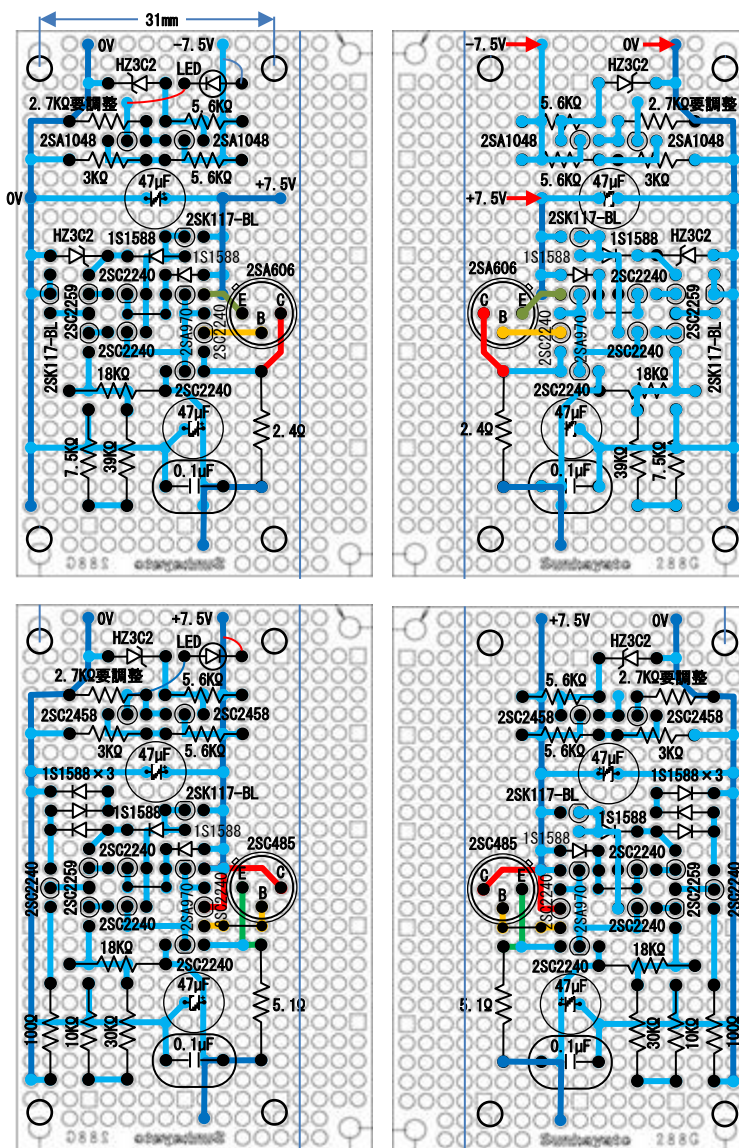 31mm
0V
-7.5V
HZ3C2
LED
2.7KΩ要調整
5.6KΩ
2SA1048
2SA1048
3KΩ
5.6KΩ
47μF
0V
+7.5V
2SK117-BL
HZ3C2
1S1588
1S1588
2SC2240
2SA606
2SC2259
E
C
B
2SK117-BL
2SC2240
2SA970
2SC2240
18KΩ
2SC2240
47μF
7.5KΩ
39KΩ
2.4Ω
0.1μF
288G
Sunhayato
-7.5V
0V
HZ3C2
5.6KΩ
2.7KΩ要調整
2SA1048
2SA1048
5.6KΩ
3KΩ
47μF
+7.5V
2SK117-BL
1S1588
HZ3C2
1S1588
2SA606
2SC2240
C
E
B
2SC2259
2SC2240
2SA970
2SC2240
2SK117-BL
18KΩ
2SC2240
47μF
2.4Ω
39KΩ
7.5KΩ
0.1μF
Sunhayato
288G
0V
+7.5V
HZ3C2
LED
2.7KΩ要調整
5.6KΩ
2SC2458
2SC2458
3KΩ
5.6KΩ
47μF
1S1588×3
2SK117-BL
1S1588
1S1588
2SC485
2SC2240
2SC2240
2SC2259
E
C
B
2SC2240
2SA970
2SC2240
18KΩ
2SC2240
47μF
100Ω
10KΩ
30KΩ
5.1Ω
0.1μF
288G
Sunhayato
+7.5V
0V
HZ3C2
5.6KΩ
2.7KΩ要調整
2SC2458
2SC2458
5.6KΩ
3KΩ
47μF
1S1588×3
2SK117-BL
1S1588
1S1588
2SC485
2SC2240
C
E
B
2SC2259
2SC2240
2SC2240
2SA970
2SC2240
18KΩ
2SC2240
47μF
5.1Ω
30KΩ
10KΩ
100Ω
0.1μF
Sunhayato
288G